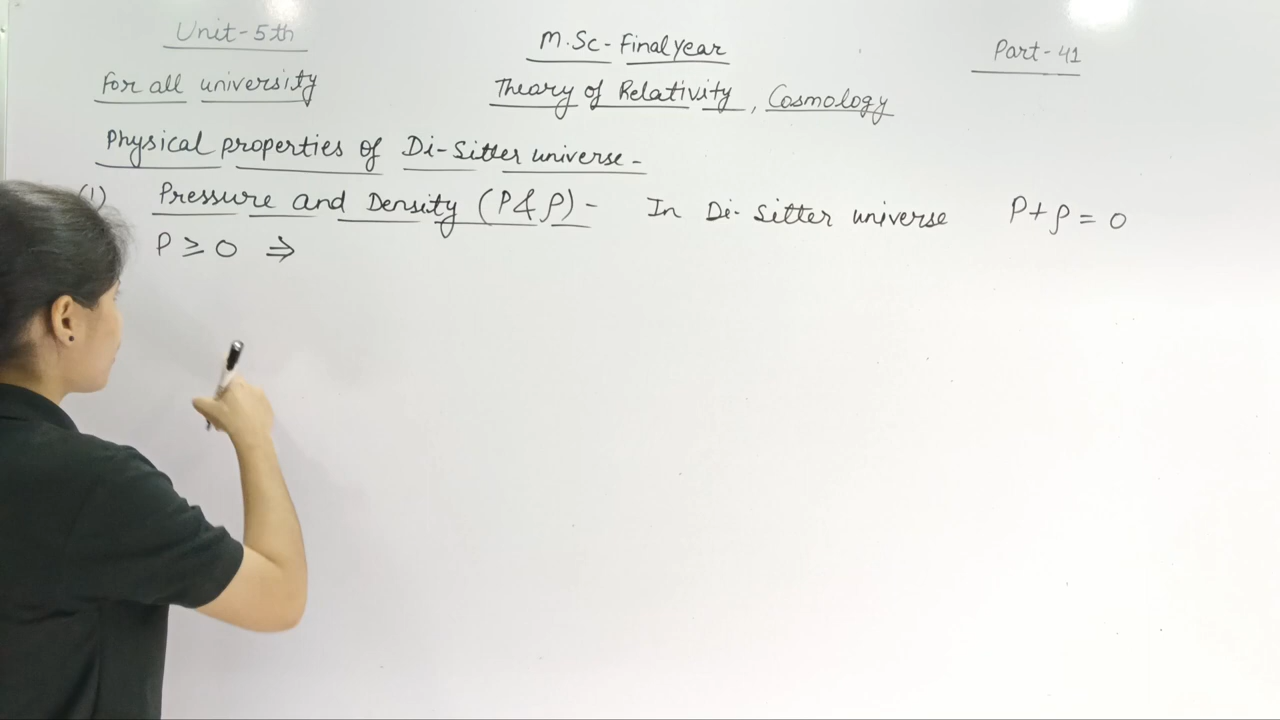 Unit-5th
M.Sc-Final year
Part-41
For all university
Theory of Relativity, Cosmology
Physical properties of Di-Sitter universe-
(1) Pressure and Density (P & ρ) - In Di-Sitter universe P+ρ=0
P ≥ 0 ⇒